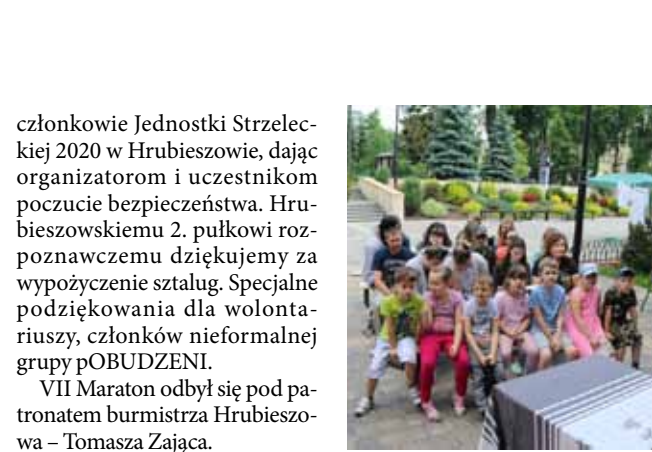 członkowie Jednostki Strzelec-
kiej 2020 w Hrubieszowie, dając
organizatorom i uczestnikom
poczucie bezpieczeństwa. Hru-
bieszowskiemu 2. pułkowi roz-
poznawczemu dziękujemy za
wypożyczenie sztalug. Specjalne
podziękowania dla wolonta-
riuszy, członków nieformalnej
grupy pOBUDZENI.
VII Maraton odbył się pod pa-
tronatem burmistrza Hrubieszo-
wa – Tomasza Zająca.